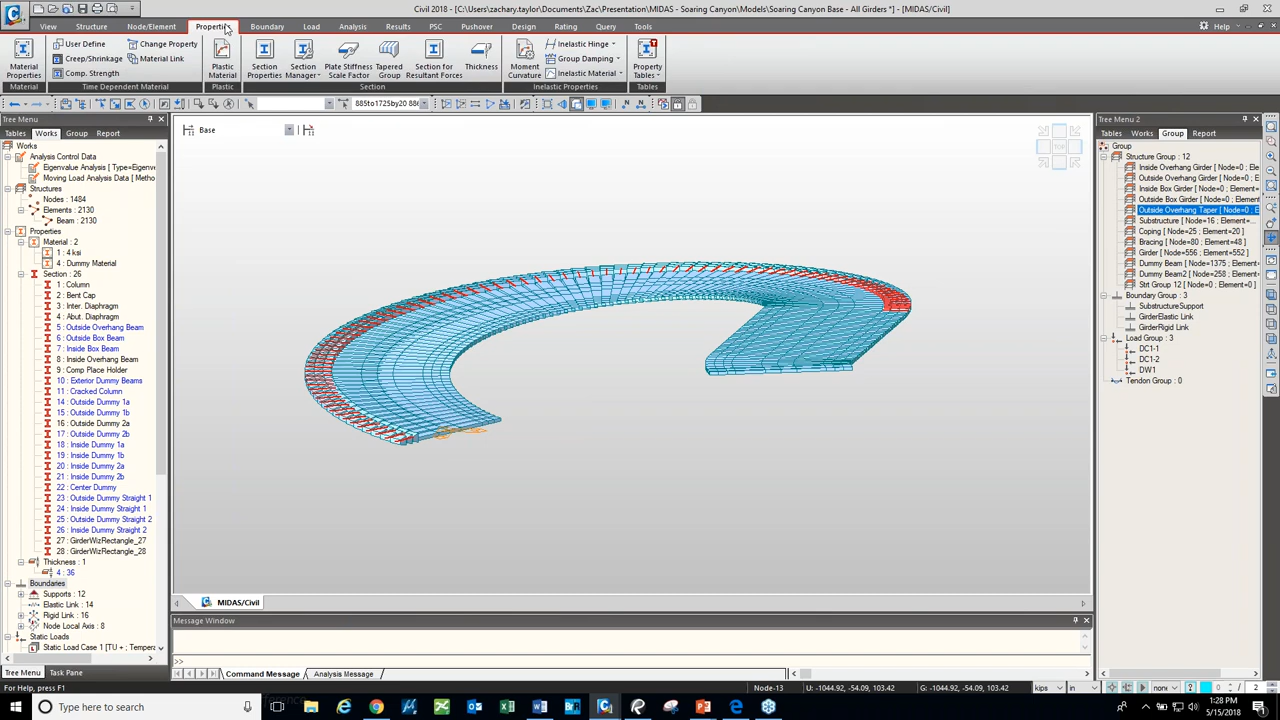 Civil 2018 - [C:\Users\zachary.taylor\Documents\Zac\Presentation\MIDAS - Soaring Canyon\Models\Soaring Canyon Base - All Girders *] - [MIDAS/Civil]
View Structure Node/Element Properties Boundary Load Analysis Results PSC Pushover Design Rating Query Tools Help
Material Properties
User Define
Creep/Shrinkage
Comp. Strength
Change Property
Material Link
Plastic Material
Section Properties
Section Manager
Plate Stiffness Scale Factor
Tapered Group
Section for Resultant Forces
Thickness
Moment Curvature
Inelastic Hinge
Group Damping
Inelastic Material
Property Tables
Material Time Dependent Material Plastic Section Inelastic Properties Tables
885to1725by20 886
Tree Menu
Tables Works Group Report
Works
Analysis Control Data
Eigenvalue Analysis [ Type=Eigenve
Moving Load Analysis Data [ Metho
Structures
Nodes : 1484
Elements : 2130
Beam : 2130
Properties
Material : 2
1 : 4 ksi
4 : Dummy Material
Section : 26
1 : Column
2 : Bent Cap
3 : Inter. Diaphragm
4 : Abut. Diaphragm
5 : Outside Overhang Beam
6 : Outside Box Beam
7 : Inside Box Beam
8 : Inside Overhang Beam
9 : Comp Place Holder
10 : Exterior Dummy Beams
11 : Cracked Column
14 : Outside Dummy 1a
15 : Outside Dummy 1b
16 : Outside Dummy 2a
17 : Outside Dummy 2b
18 : Inside Dummy 1a
19 : Inside Dummy 1b
20 : Inside Dummy 2a
21 : Inside Dummy 2b
22 : Center Dummy
23 : Outside Dummy Straight 1
24 : Inside Dummy Straight 1
25 : Outside Dummy Straight 2
26 : Inside Dummy Straight 2
27 : GirderWizRectangle_27
28 : GirderWizRectangle_28
Thickness : 1
4 : 36
Boundaries
Supports : 12
Elastic Link : 14
Rigid Link : 16
Node Local Axis : 8
Static Loads
Static Load Case 1 [TU + ; Tempera
Tree Menu Task Pane
Base
TOP
MIDAS/Civil
Message Window
>>
Command Message Analysis Message
Tree Menu 2
Tables Works Group Report
Group
Structure Group : 12
Inside Overhang Girder [ Node=0 ; Ele
Outside Overhang Girder [ Node=0 ; E
Inside Box Girder [ Node=0 ; Element=
Outside Box Girder [ Node=0 ; Elemen
Outside Overhang Taper [ Node=0 ; E
Substructure [ Node=16 ; Element=...
Coping [ Node=25 ; Element=20 ]
Bracing [ Node=80 ; Element=48 ]
Girder [ Node=556 ; Element=552 ]
Dummy Beam [ Node=1375 ; Element
Dummy Beam2 [ Node=258 ; Element
Strt Group 12 [ Node=0 ; Element=0 ]
Boundary Group : 3
SubstructureSupport
GirderElastic Link
GirderRigid Link
Load Group : 3
DC1-1
DC1-2
DW1
Tendon Group : 0
For Help, press F1
Node-13
U: -1044.92, -54.09, 103.42
G: -1044.92, -54.09, 103.42
kips in none ? 0 / 2
Type here to search
1:28 PM
5/15/2018